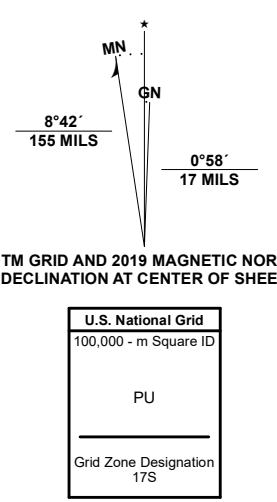 MN
GN
8°42´
155 MILS
0°58´
17 MILS
TM GRID AND 2019 MAGNETIC NOR
DECLINATION AT CENTER OF SHEE
U.S. National Grid
100,000 - m Square ID
PU
Grid Zone Designation
17S